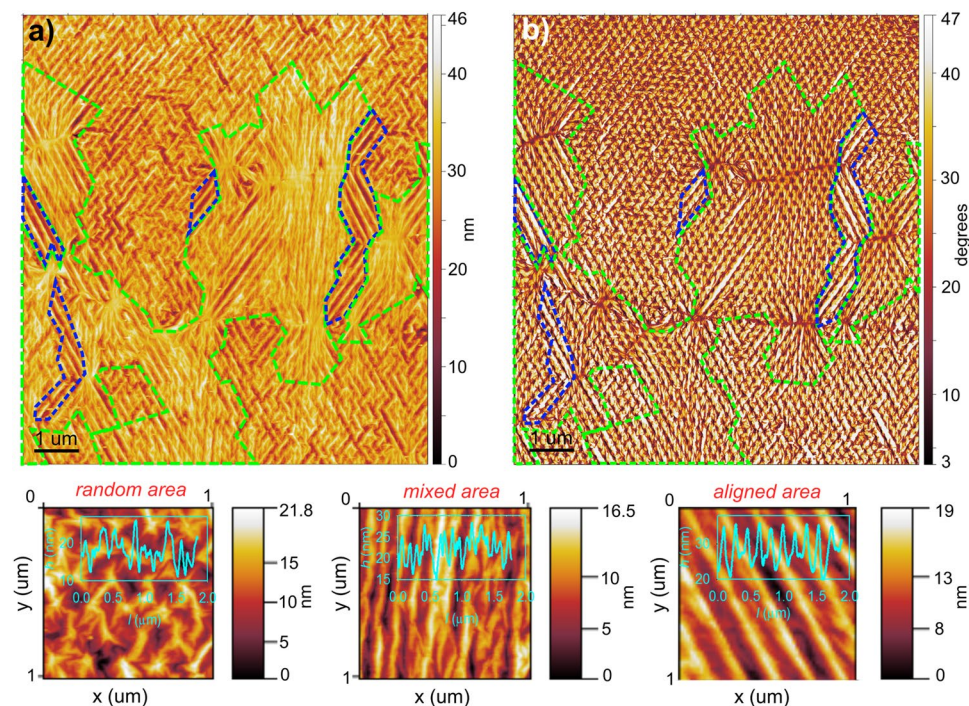 a)
46
40
30
20
10
0
nm
1 um
b)
47
40
30
20
10
3
degrees
1 um
random area
0
1
y (um)
1
x (um)
20
10
0.0 0.5 1.0 1.5 2.0
l (μm)
21.8
15
10
5
0
nm
mixed area
0
1
y (um)
1
x (um)
h (nm)
30
25
20
15
0.0 0.5 1.0 1.5 2.0
l (μm)
16.5
10
5
0
nm
aligned area
0
1
y (um)
1
x (um)
h (nm)
30
20
0.0 0.5 1.0 1.5 2.0
l (μm)
19
13
8
0
nm